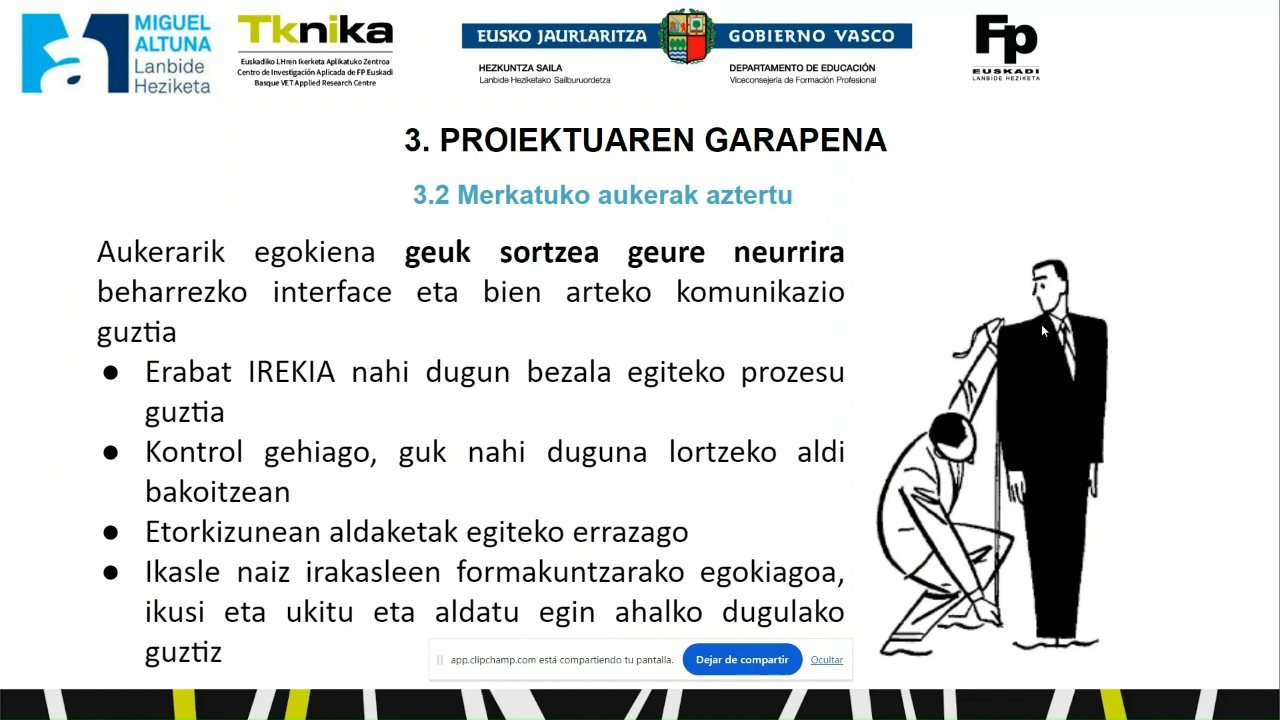 MIGUEL
ALTUNA
Lanbide
Heziketa
Tknika
Euskadiko LHren Ikerketa Aplikatuko Zentroa
Centro de Investigación Aplicada de FP Euskadi
Basque VET Applied Research Centre
EUSKO JAURLARITZA GOBIERNO VASCO
HEZKUNTZA SAILA
Lanbide Heziketako Sailburuordetza
DEPARTAMENTO DE EDUCACIÓN
Viceconsejería de Formación Profesional
Fp
EUSKADI
LANBIDE HEZIKETA
3. PROIEKTUAREN GARAPENA
3.2 Merkatuko aukerak aztertu
Aukerarik egokiena geuk sortzea geure neurrira
beharrezko interface eta bien arteko komunikazio
guztia
● Erabat IREKIA nahi dugun bezala egiteko prozesu
guztia
● Kontrol gehiago, guk nahi duguna lortzeko aldi
bakoitzean
● Etorkizunean aldaketak egiteko errazago
● Ikasle naiz irakasleen formakuntzarako egokiagoa,
ikusi eta ukitu eta aldatu egin ahalko dugulako
guztiz
app.clipchamp.com está compartiendo tu pantalla. Dejar de compartir Ocultar